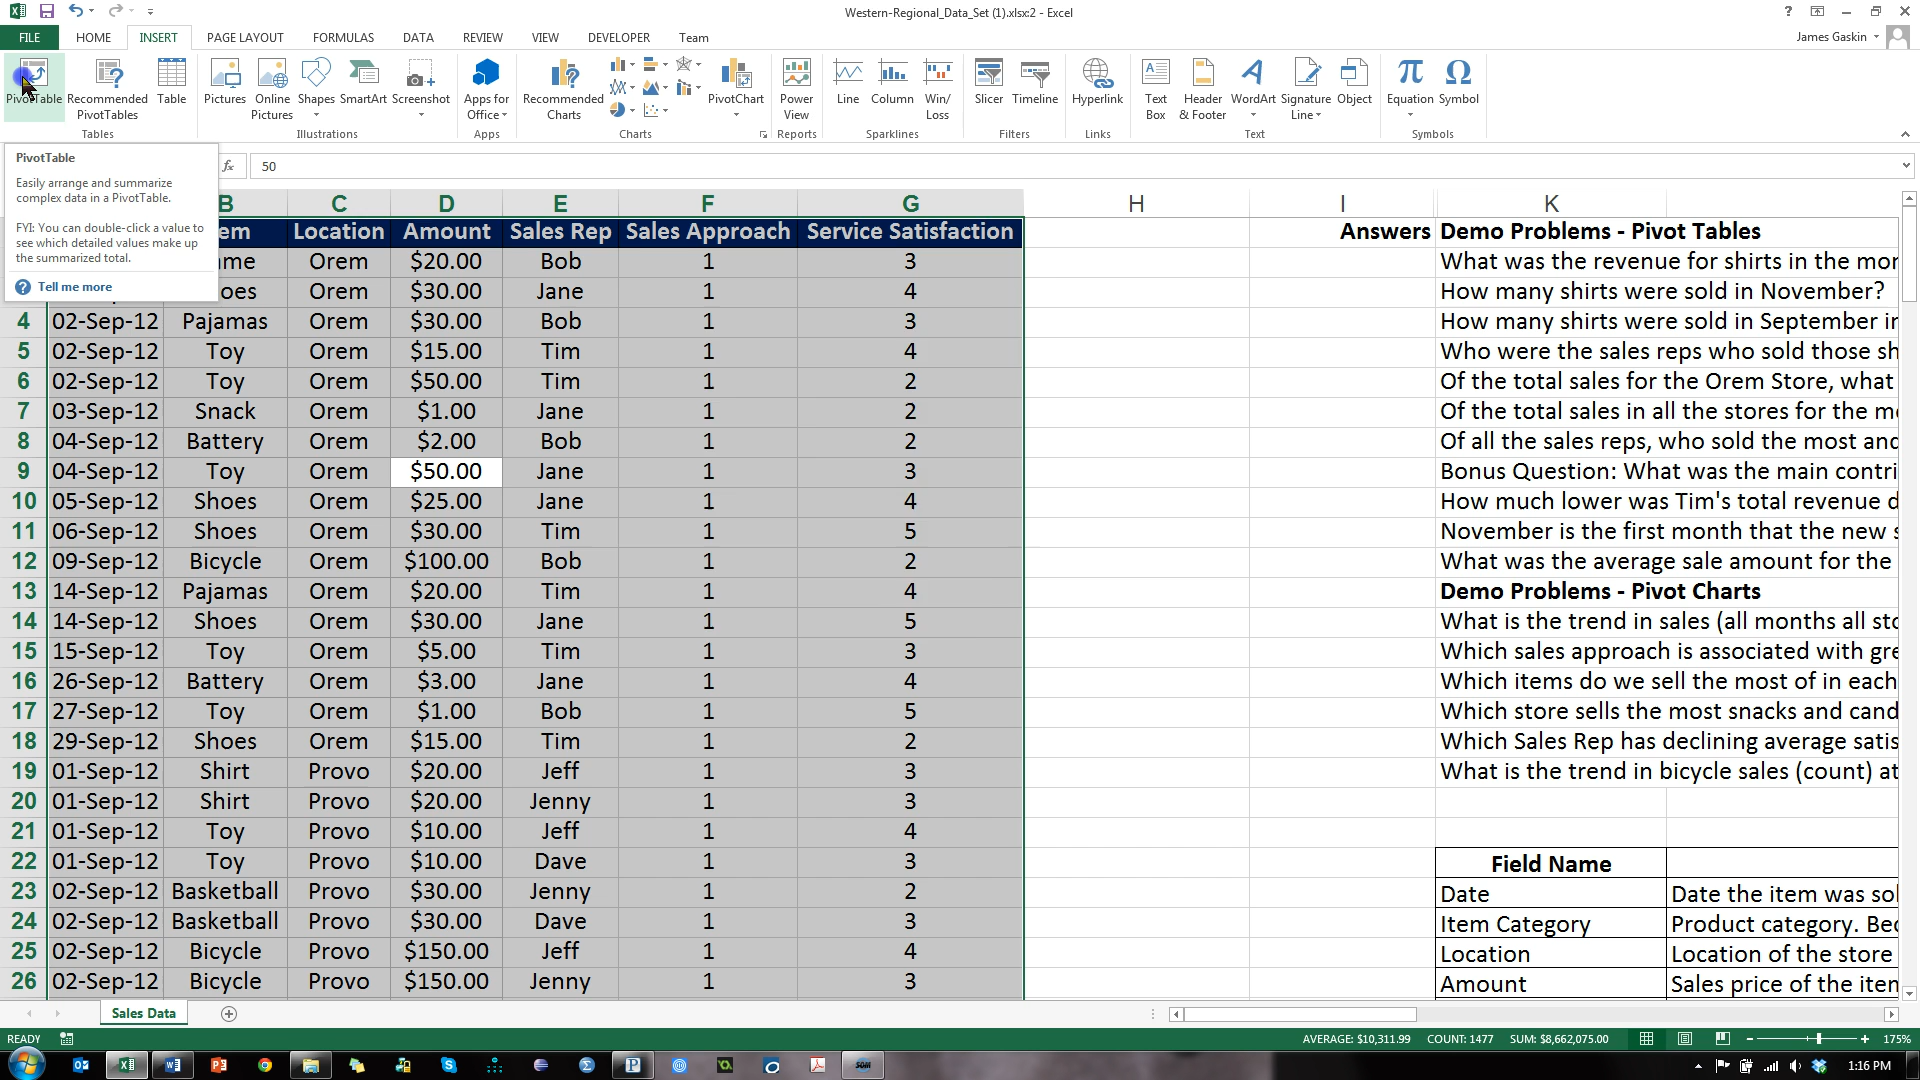 Western-Regional_Data_Set (1).xlsx:2 - Excel
?
FILE HOME INSERT PAGE LAYOUT FORMULAS DATA REVIEW VIEW DEVELOPER Team
James Gaskin
PivotTable
Recommended PivotTables
Table
Pictures
Online Pictures
Shapes
SmartArt
Screenshot
Apps for Office
Recommended Charts
PivotChart
Power View
Line
Column
Win/ Loss
Slicer
Timeline
Hyperlink
Text Box
Header & Footer
WordArt
Signature Line
Object
Equation
Symbol
Tables Illustrations Apps Charts Reports Sparklines Filters Links Text Symbols
fx 50
PivotTable
Easily arrange and summarize
complex data in a PivotTable.
FYI: You can double-click a value to
see which detailed values make up
the summarized total.
? Tell me more
B C D E F G H I K
em Location Amount Sales Rep Sales Approach Service Satisfaction Answers Demo Problems - Pivot Tables
me Orem $20.00 Bob 1 3 What was the revenue for shirts in the mor
oes Orem $30.00 Jane 1 4 How many shirts were sold in November?
4 02-Sep-12 Pajamas Orem $30.00 Bob 1 3 How many shirts were sold in September in
5 02-Sep-12 Toy Orem $15.00 Tim 1 4 Who were the sales reps who sold those sh
6 02-Sep-12 Toy Orem $50.00 Tim 1 2 Of the total sales for the Orem Store, what
7 03-Sep-12 Snack Orem $1.00 Jane 1 2 Of the total sales in all the stores for the m
8 04-Sep-12 Battery Orem $2.00 Bob 1 2 Of all the sales reps, who sold the most and
9 04-Sep-12 Toy Orem $50.00 Jane 1 3 Bonus Question: What was the main contri
10 05-Sep-12 Shoes Orem $25.00 Jane 1 4 How much lower was Tim's total revenue d
11 06-Sep-12 Shoes Orem $30.00 Tim 1 5 November is the first month that the new s
12 09-Sep-12 Bicycle Orem $100.00 Bob 1 2 What was the average sale amount for the
13 14-Sep-12 Pajamas Orem $20.00 Tim 1 4 Demo Problems - Pivot Charts
14 14-Sep-12 Shoes Orem $30.00 Jane 1 5 What is the trend in sales (all months all sto
15 15-Sep-12 Toy Orem $5.00 Tim 1 3 Which sales approach is associated with gre
16 26-Sep-12 Battery Orem $3.00 Jane 1 4 Which items do we sell the most of in each
17 27-Sep-12 Toy Orem $1.00 Bob 1 5 Which store sells the most snacks and cand
18 29-Sep-12 Shoes Orem $15.00 Tim 1 2 Which Sales Rep has declining average satis
19 01-Sep-12 Shirt Provo $20.00 Jeff 1 3 What is the trend in bicycle sales (count) at
20 01-Sep-12 Shirt Provo $20.00 Jenny 1 3
21 01-Sep-12 Toy Provo $10.00 Jeff 1 4
22 01-Sep-12 Toy Provo $10.00 Dave 1 3 Field Name
23 02-Sep-12 Basketball Provo $30.00 Jenny 1 2 Date Date the item was sol
24 02-Sep-12 Basketball Provo $30.00 Dave 1 3 Item Category Product category. Bec
25 02-Sep-12 Bicycle Provo $150.00 Jeff 1 4 Location Location of the store
26 02-Sep-12 Bicycle Provo $150.00 Jenny 1 3 Amount Sales price of the iten
Sales Data
READY AVERAGE: $10,311.99 COUNT: 1477 SUM: $8,662,075.00 175%
1:16 PM